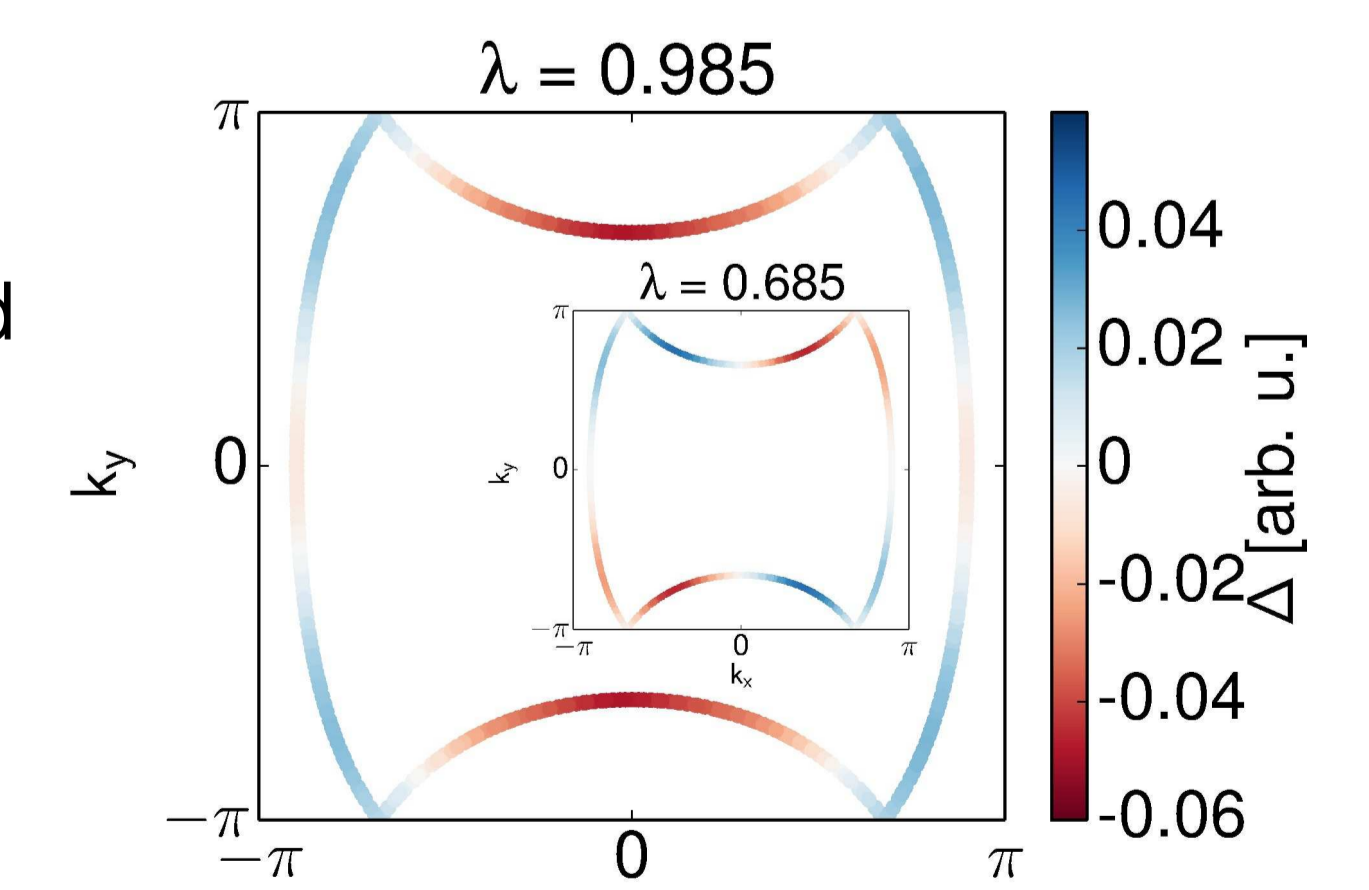 λ = 0.985
π
0
−π
−π
0
π
k_y
d
λ = 0.685
π
0
−π
−π
0
π
k_y
k_x
0.04
0.02
0
-0.02
-0.04
-0.06
Δ [arb. u.]